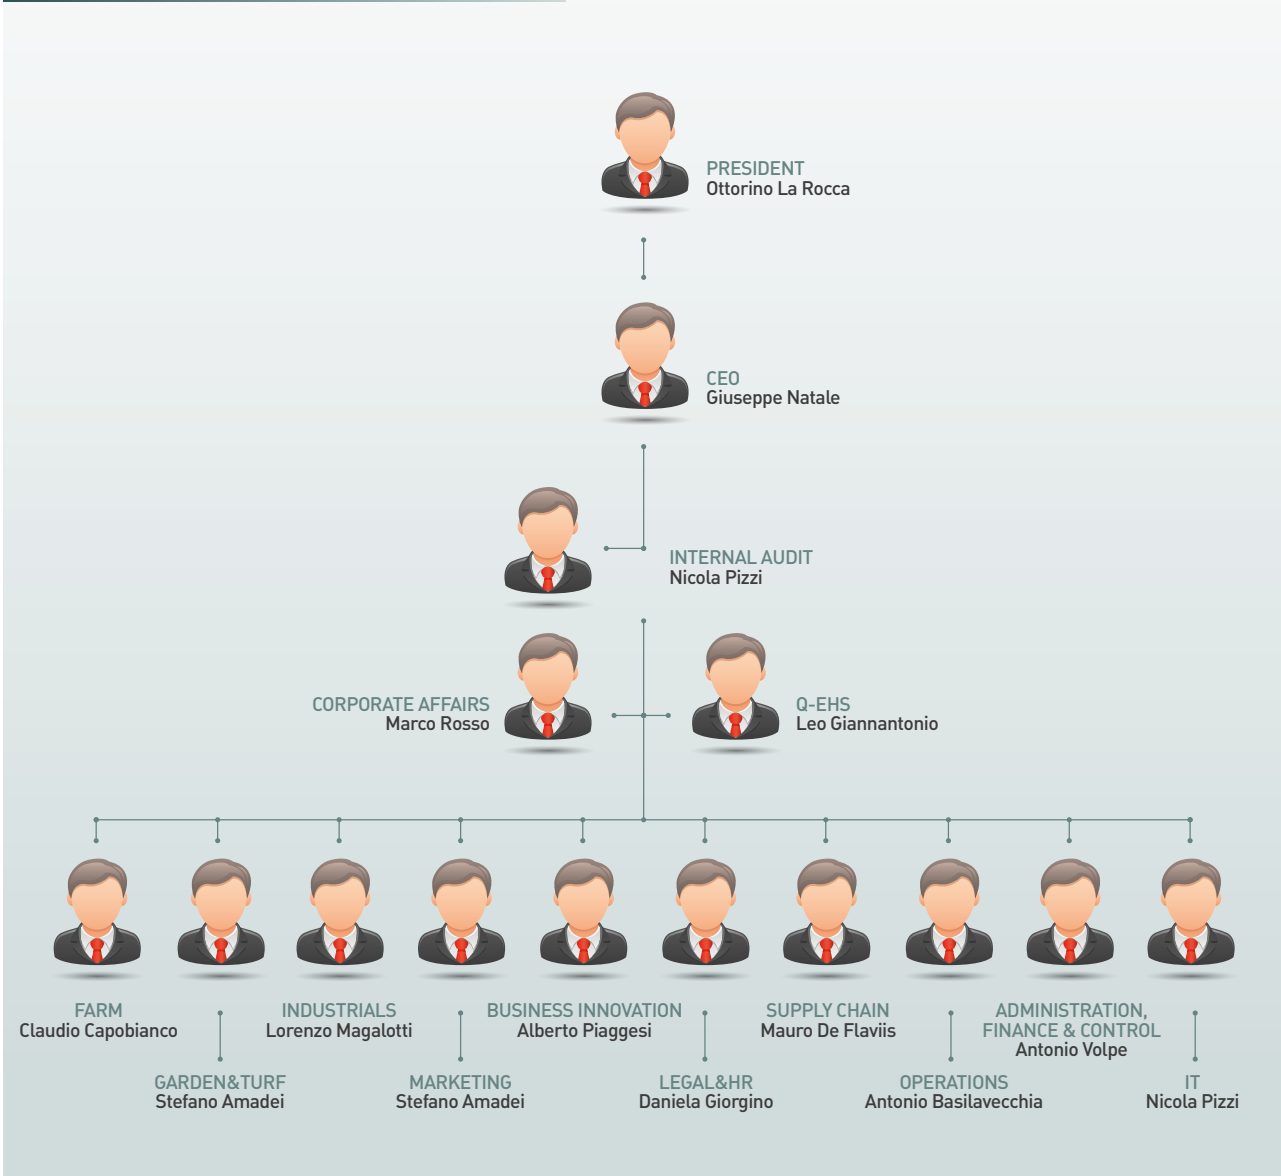 PRESIDENT
Ottorino La Rocca
CEO
Giuseppe Natale
INTERNAL AUDIT
Nicola Pizzi
CORPORATE AFFAIRS
Marco Rosso
Q-EHS
Leo Giannantonio
FARM
Claudio Capobianco
GARDEN&TURF
Stefano Amadei
INDUSTRIALS
Lorenzo Magalotti
MARKETING
Stefano Amadei
BUSINESS INNOVATION
Alberto Piaggesi
LEGAL&HR
Daniela Giorgino
SUPPLY CHAIN
Mauro De Flaviis
OPERATIONS
Antonio Basilavecchia
ADMINISTRATION,
FINANCE & CONTROL
Antonio Volpe
IT
Nicola Pizzi